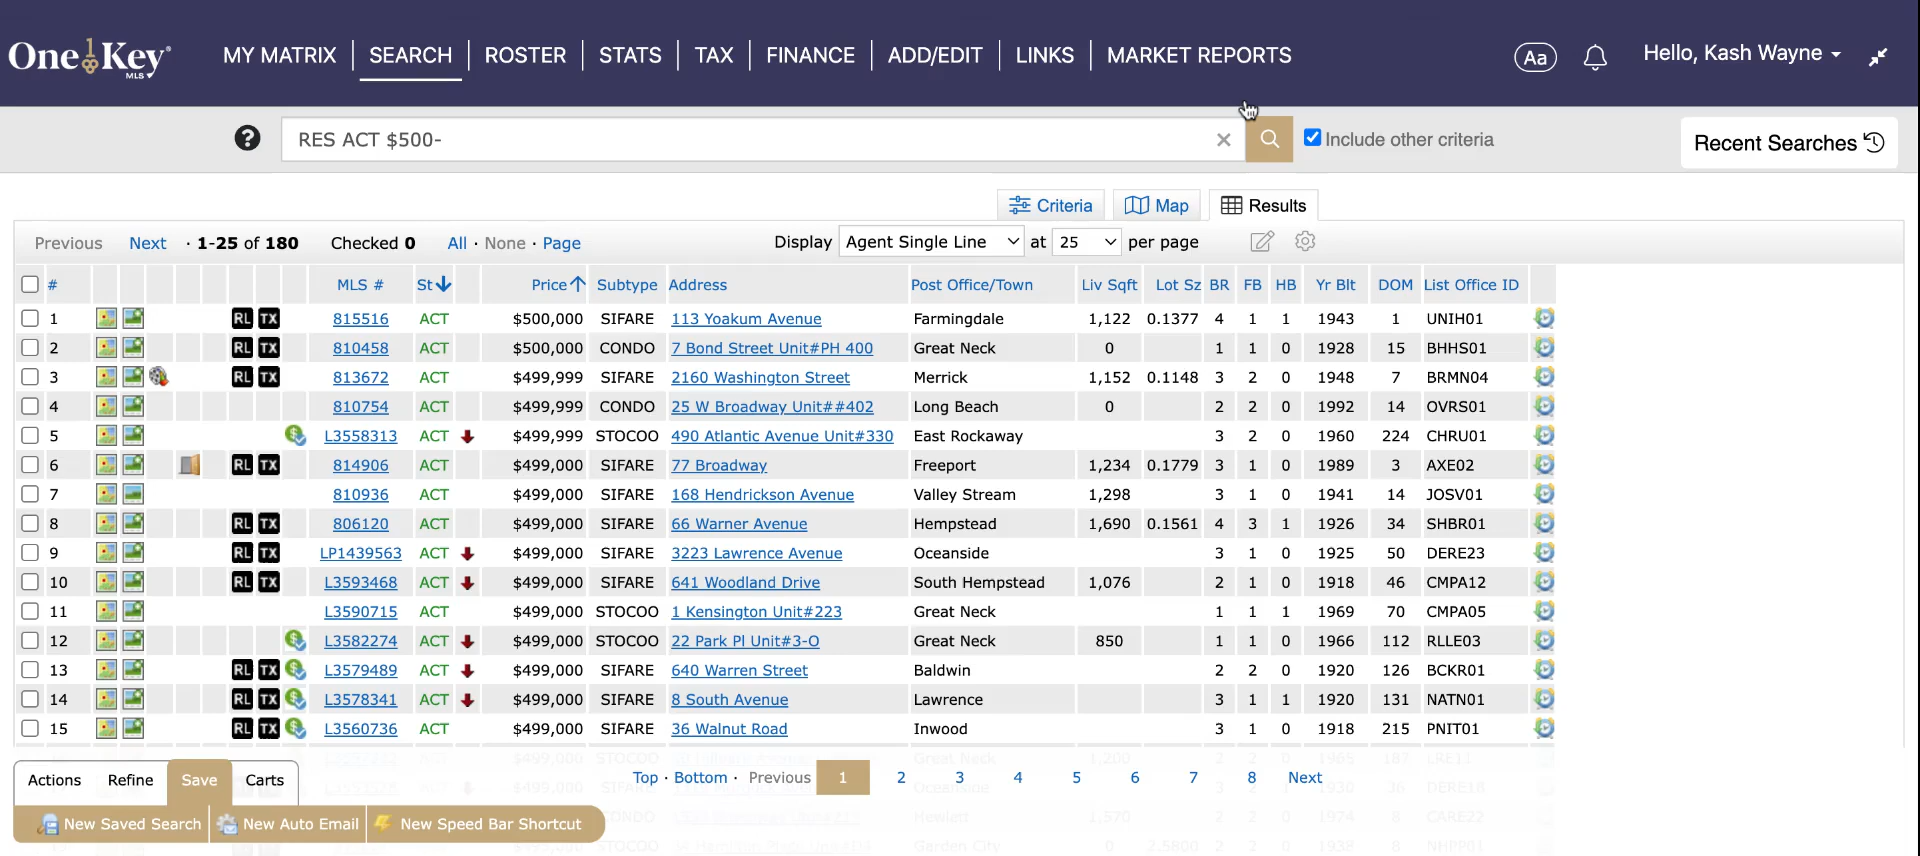 One Key MLS MY MATRIX SEARCH ROSTER STATS TAX FINANCE ADD/EDIT LINKS MARKET REPORTS Aa Hello, Kash Wayne
? RES ACT $500- × Include other criteria Recent Searches
Criteria Map Results
Previous Next · 1-25 of 180 Checked 0 All · None · Page Display Agent Single Line at 25 per page
# MLS # St Price Subtype Address Post Office/Town Liv Sqft Lot Sz BR FB HB Yr Blt DOM List Office ID
1 RL TX 815516 ACT $500,000 SIFARE 113 Yoakum Avenue Farmingdale 1,122 0.1377 4 1 1 1943 1 UNIH01
2 RL TX 810458 ACT $500,000 CONDO 7 Bond Street Unit#PH 400 Great Neck 0 1 1 0 1928 15 BHHS01
3 RL TX 813672 ACT $499,999 SIFARE 2160 Washington Street Merrick 1,152 0.1148 3 2 0 1948 7 BRMN04
4 810754 ACT $499,999 CONDO 25 W Broadway Unit##402 Long Beach 0 2 2 0 1992 14 OVRS01
5 L3558313 ACT $499,999 STOCOO 490 Atlantic Avenue Unit#330 East Rockaway 3 2 0 1960 224 CHRU01
6 RL TX 814906 ACT $499,000 SIFARE 77 Broadway Freeport 1,234 0.1779 3 1 0 1989 3 AXE02
7 810936 ACT $499,000 SIFARE 168 Hendrickson Avenue Valley Stream 1,298 3 1 0 1941 14 JOSV01
8 RL TX 806120 ACT $499,000 SIFARE 66 Warner Avenue Hempstead 1,690 0.1561 4 3 1 1926 34 SHBR01
9 RL TX LP1439563 ACT $499,000 SIFARE 3223 Lawrence Avenue Oceanside 3 1 0 1925 50 DERE23
10 RL TX L3593468 ACT $499,000 SIFARE 641 Woodland Drive South Hempstead 1,076 2 1 0 1918 46 CMPA12
11 L3590715 ACT $499,000 STOCOO 1 Kensington Unit#223 Great Neck 1 1 1 1969 70 CMPA05
12 L3582274 ACT $499,000 STOCOO 22 Park Pl Unit#3-O Great Neck 850 1 1 0 1966 112 RLLE03
13 RL TX L3579489 ACT $499,000 SIFARE 640 Warren Street Baldwin 2 2 0 1920 126 BCKR01
14 RL TX L3578341 ACT $499,000 SIFARE 8 South Avenue Lawrence 3 1 1 1920 131 NATN01
15 RL TX L3560736 ACT $499,000 SIFARE 36 Walnut Road Inwood 3 1 0 1918 215 PNIT01
Actions Refine Save Carts Top · Bottom · Previous 1 2 3 4 5 6 7 8 Next
New Saved Search New Auto Email New Speed Bar Shortcut